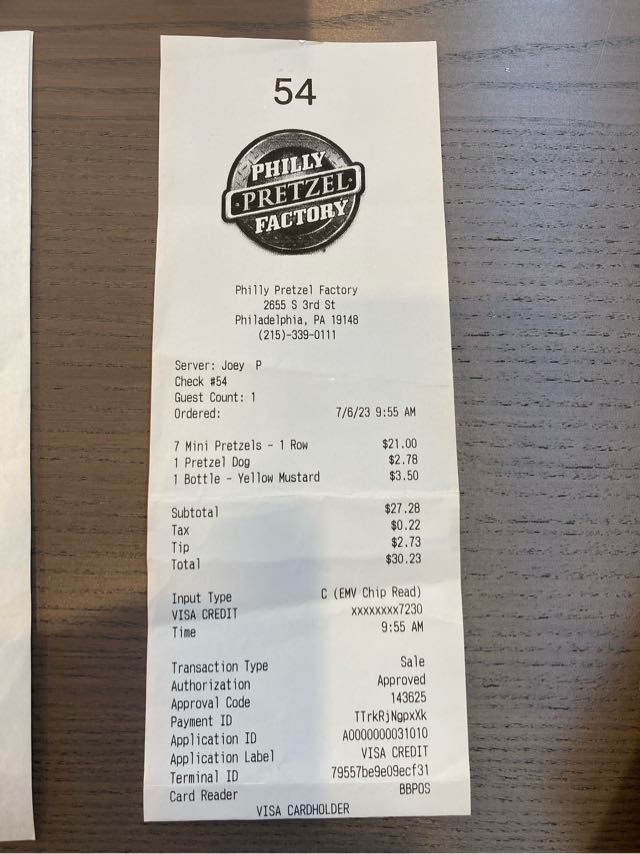 54
PHILLY
PRETZEL
FACTORY
Philly Pretzel Factory
2655 S 3rd St
Philadelphia, PA 19148
(215)-339-0111
Server: Joey P
Check #54
Guest Count: 1
Ordered: 7/6/23 9:55 AM
7 Mini Pretzels - 1 Row $21.00
1 Pretzel Dog $2.78
1 Bottle - Yellow Mustard $3.50
Subtotal $27.28
Tax $0.22
Tip $2.73
Total $30.23
Input Type C (EMV Chip Read)
VISA CREDIT xxxxxxxx7230
Time 9:55 AM
Transaction Type Sale
Authorization Approved
Approval Code 143625
Payment ID TTrkRjNgpxXk
Application ID A0000000031010
Application Label VISA CREDIT
Terminal ID 79557be9e09ecf31
Card Reader BBPOS
VISA CARDHOLDER